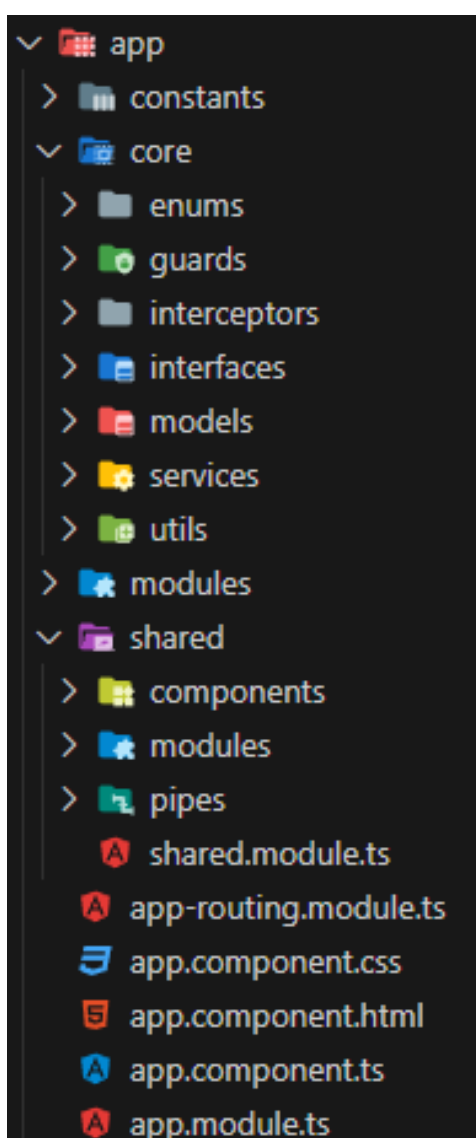 app
constants
core
enums
guards
interceptors
interfaces
models
services
utils
modules
shared
components
modules
pipes
shared.module.ts
app-routing.module.ts
app.component.css
app.component.html
app.component.ts
app.module.ts